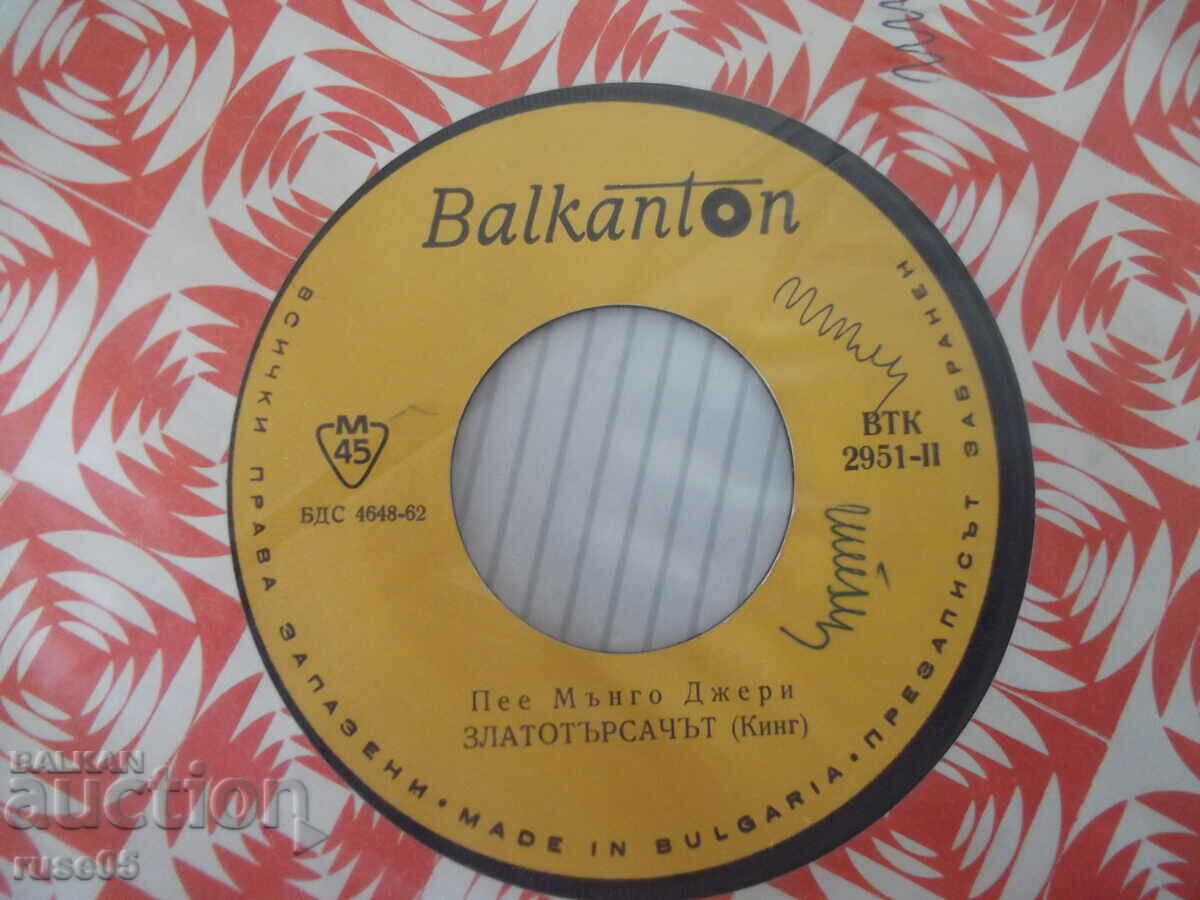 Balkanton
ВСИЧКИ ПРАВА ЗАПАЗЕНИ • MADE IN BULGARIA • ПРЕЗАПИСЪТ ЗАБРАНЕН
М
45
БДС 4648-62
ВТК
2951-II
Пее Мънго Джери
ЗЛАТОТЪРСАЧЪТ (Кинг)
BALKAN
auction
ruse05